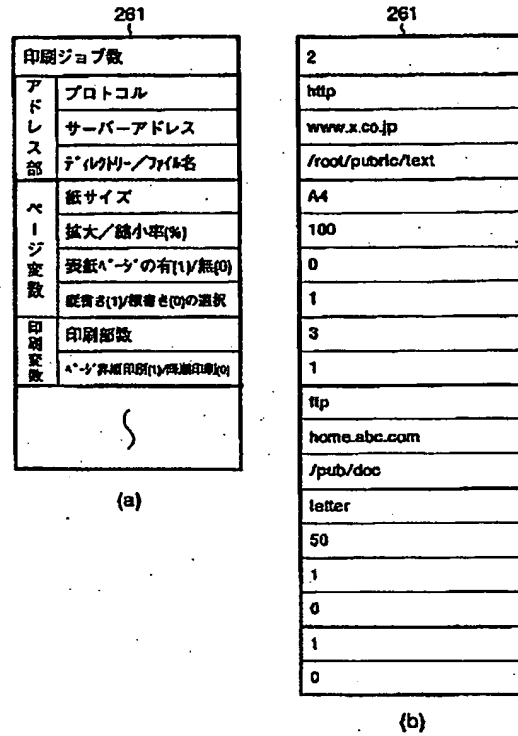 261
印刷ジョブ数
アドレス部
プロトコル
サーバーアドレス
ディレクトリー/ファイル名
ページ変数
紙サイズ
拡大/縮小率(%)
表紙ページの有(1)/無(0)
縦書き(1)/横書き(0)の選択
印刷変数
印刷部数
ページ昇順印刷(1)/降順印刷(0)
(a)
261
2
http
www.x.co.jp
/root/pubric/text
A4
100
0
1
3
1
ftp
home.abc.com
/pub/doc
letter
50
1
0
1
0
(b)